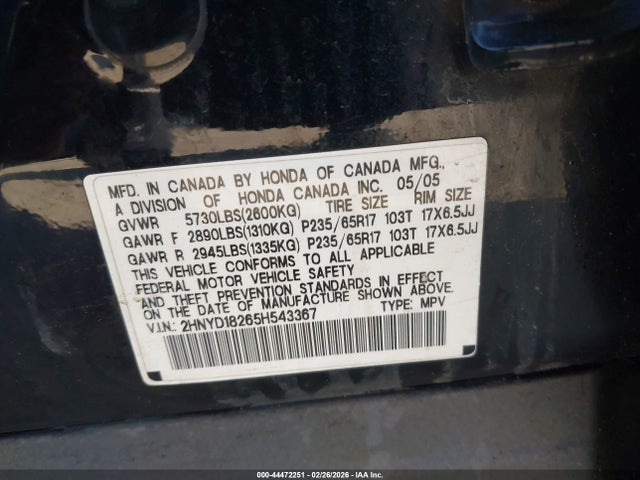 MFD. IN CANADA BY HONDA OF CANADA MFG.,
A DIVISION OF HONDA CANADA INC. 05/05
GVWR 5730LBS(2600KG) TIRE SIZE RIM SIZE
GAWR F 2890LBS(1310KG) P235/65R17 103T 17X6.5JJ
GAWR R 2945LBS(1335KG) P235/65R17 103T 17X6.5JJ
THIS VEHICLE CONFORMS TO ALL APPLICABLE
FEDERAL MOTOR VEHICLE SAFETY
AND THEFT PREVENTION STANDARDS IN EFFECT
ON THE DATE OF MANUFACTURE SHOWN ABOVE.
V.I.N.: 2HNYD18265H543367 TYPE: MPV
000-44472251 - 02/26/2026 - IAA Inc.